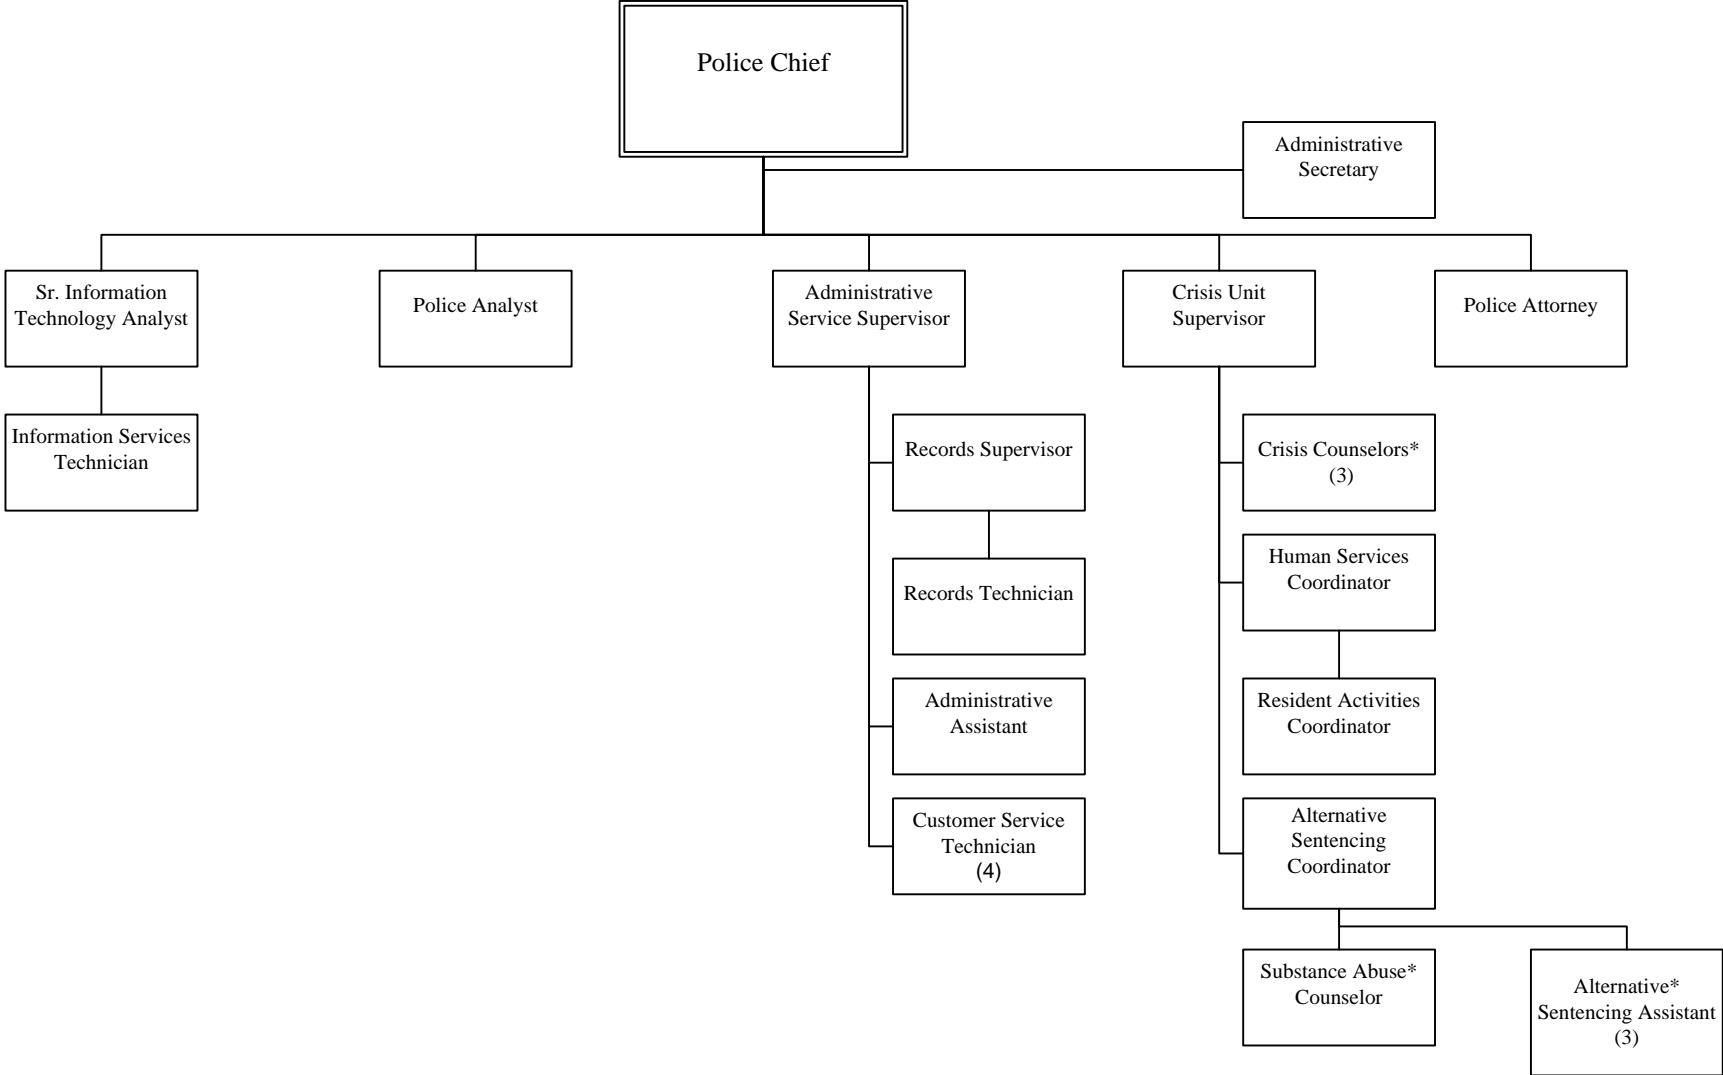 Police Chief
Administrative
Secretary
Sr. Information
Technology Analyst
Police Analyst
Administrative
Service Supervisor
Crisis Unit
Supervisor
Police Attorney
Information Services
Technician
Records Supervisor
Crisis Counselors*
(3)
Records Technician
Human Services
Coordinator
Administrative
Assistant
Resident Activities
Coordinator
Customer Service
Technician
(4)
Alternative
Sentencing
Coordinator
Substance Abuse*
Counselor
Alternative*
Sentencing Assistant
(3)